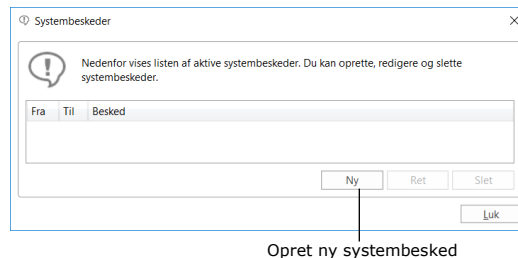 Systembeskeder
Nedenfor vises listen af aktive systembeskeder. Du kan oprette, redigere og slette
systembeskeder.
Fra Til Besked
Ny Ret Slet
Luk
Opret ny systembesked